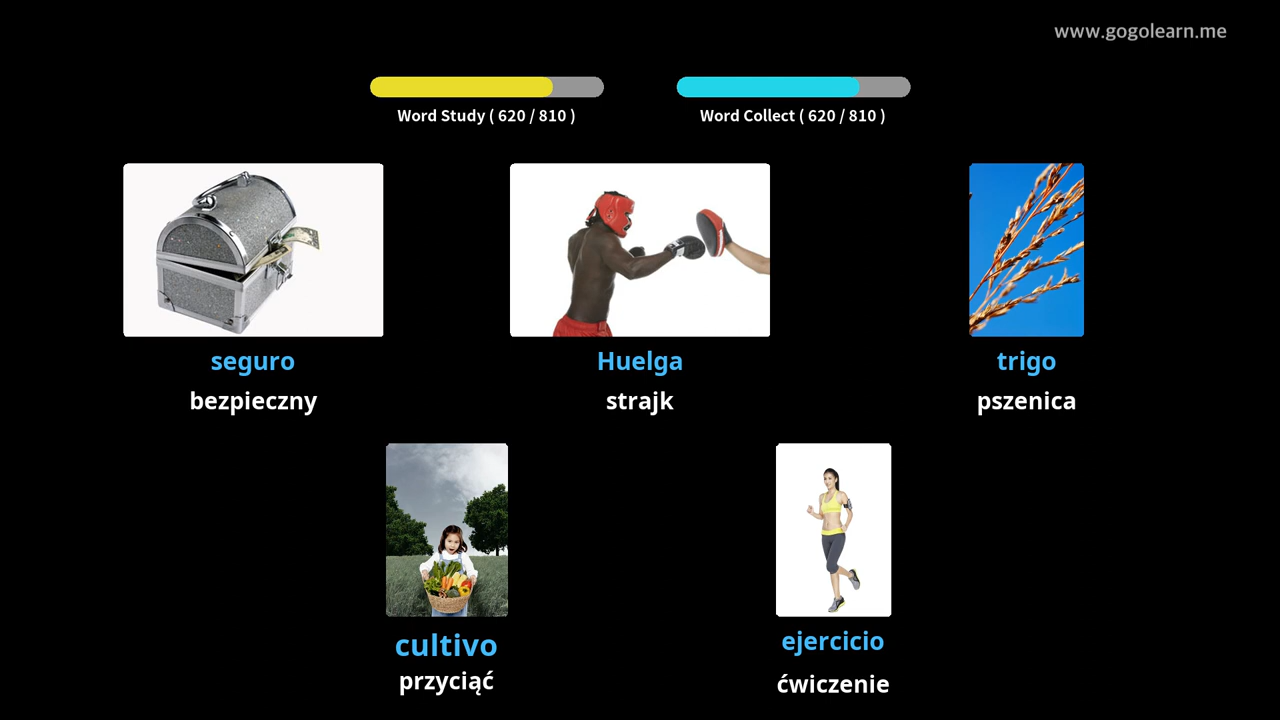 www.gogolearn.me
Word Study ( 620 / 810 )
Word Collect ( 620 / 810 )
seguro
bezpieczny
Huelga
strajk
trigo
pszenica
cultivo
przyciąć
ejercicio
ćwiczenie